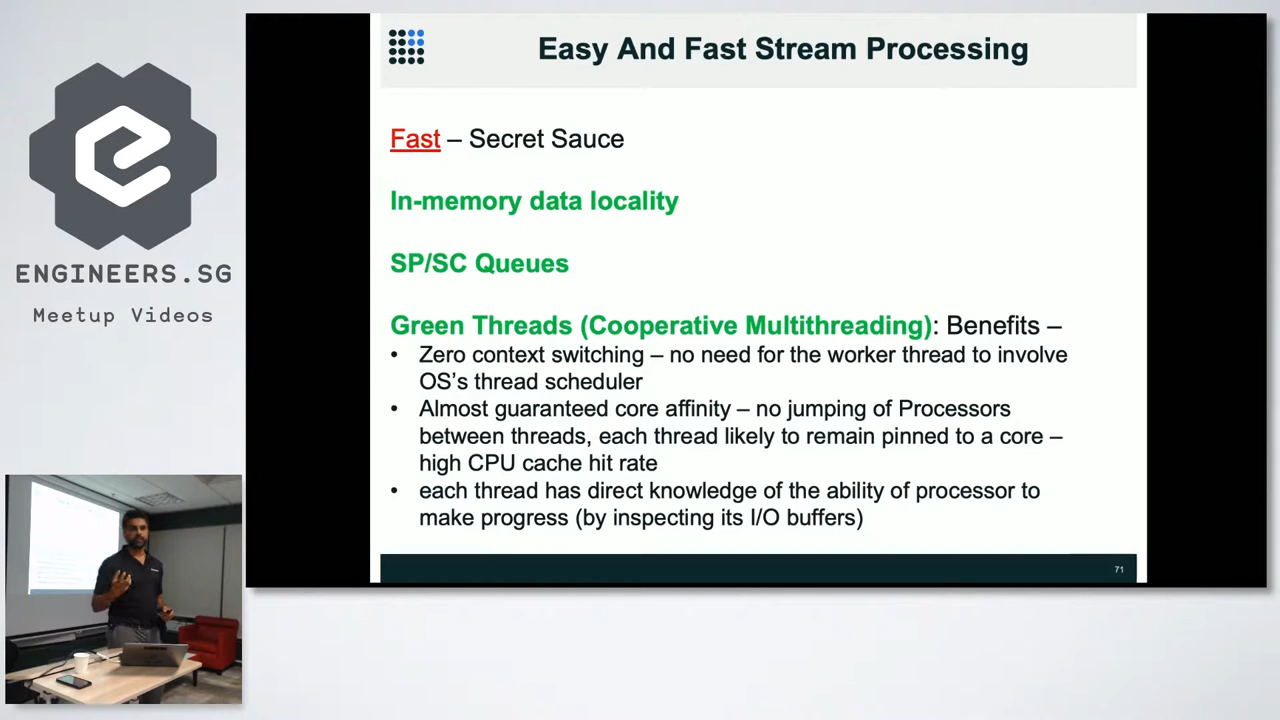 Easy And Fast Stream Processing
Fast – Secret Sauce
In-memory data locality
SP/SC Queues
Green Threads (Cooperative Multithreading): Benefits –
• Zero context switching – no need for the worker thread to involve
OS's thread scheduler
• Almost guaranteed core affinity – no jumping of Processors
between threads, each thread likely to remain pinned to a core –
high CPU cache hit rate
• each thread has direct knowledge of the ability of processor to
make progress (by inspecting its I/O buffers)
71
ENGINEERS.SG
Meetup Videos